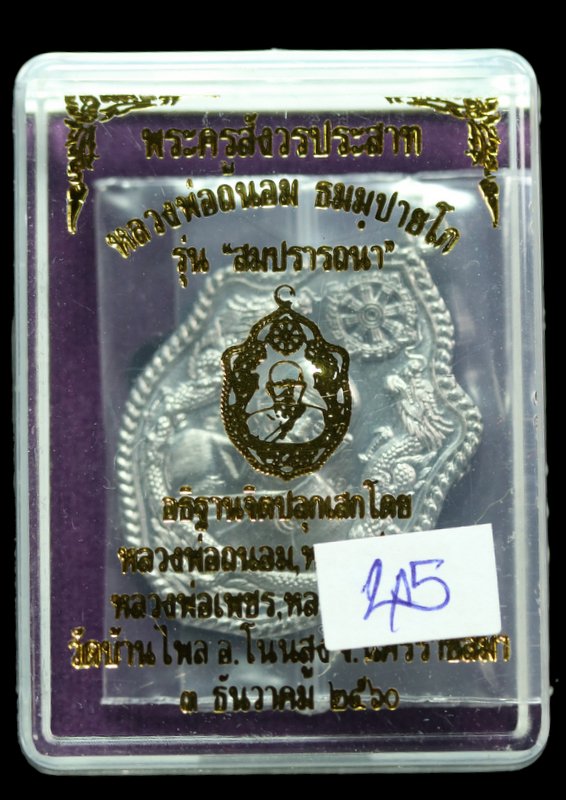 พระครูสังวรประสาท
หลวงพ่อถนอม ธมฺมปาลโก
รุ่น "สมปรารถนา"
อธิฐานจิตปลุกเสกโดย
หลวงพ่อถนอม,
หลวงพ่อเพชร,หล
วัดบ้านไพล อ.โนนสูง จ.นครราชสีมา
๓ ธันวาคม ๒๕๖๐